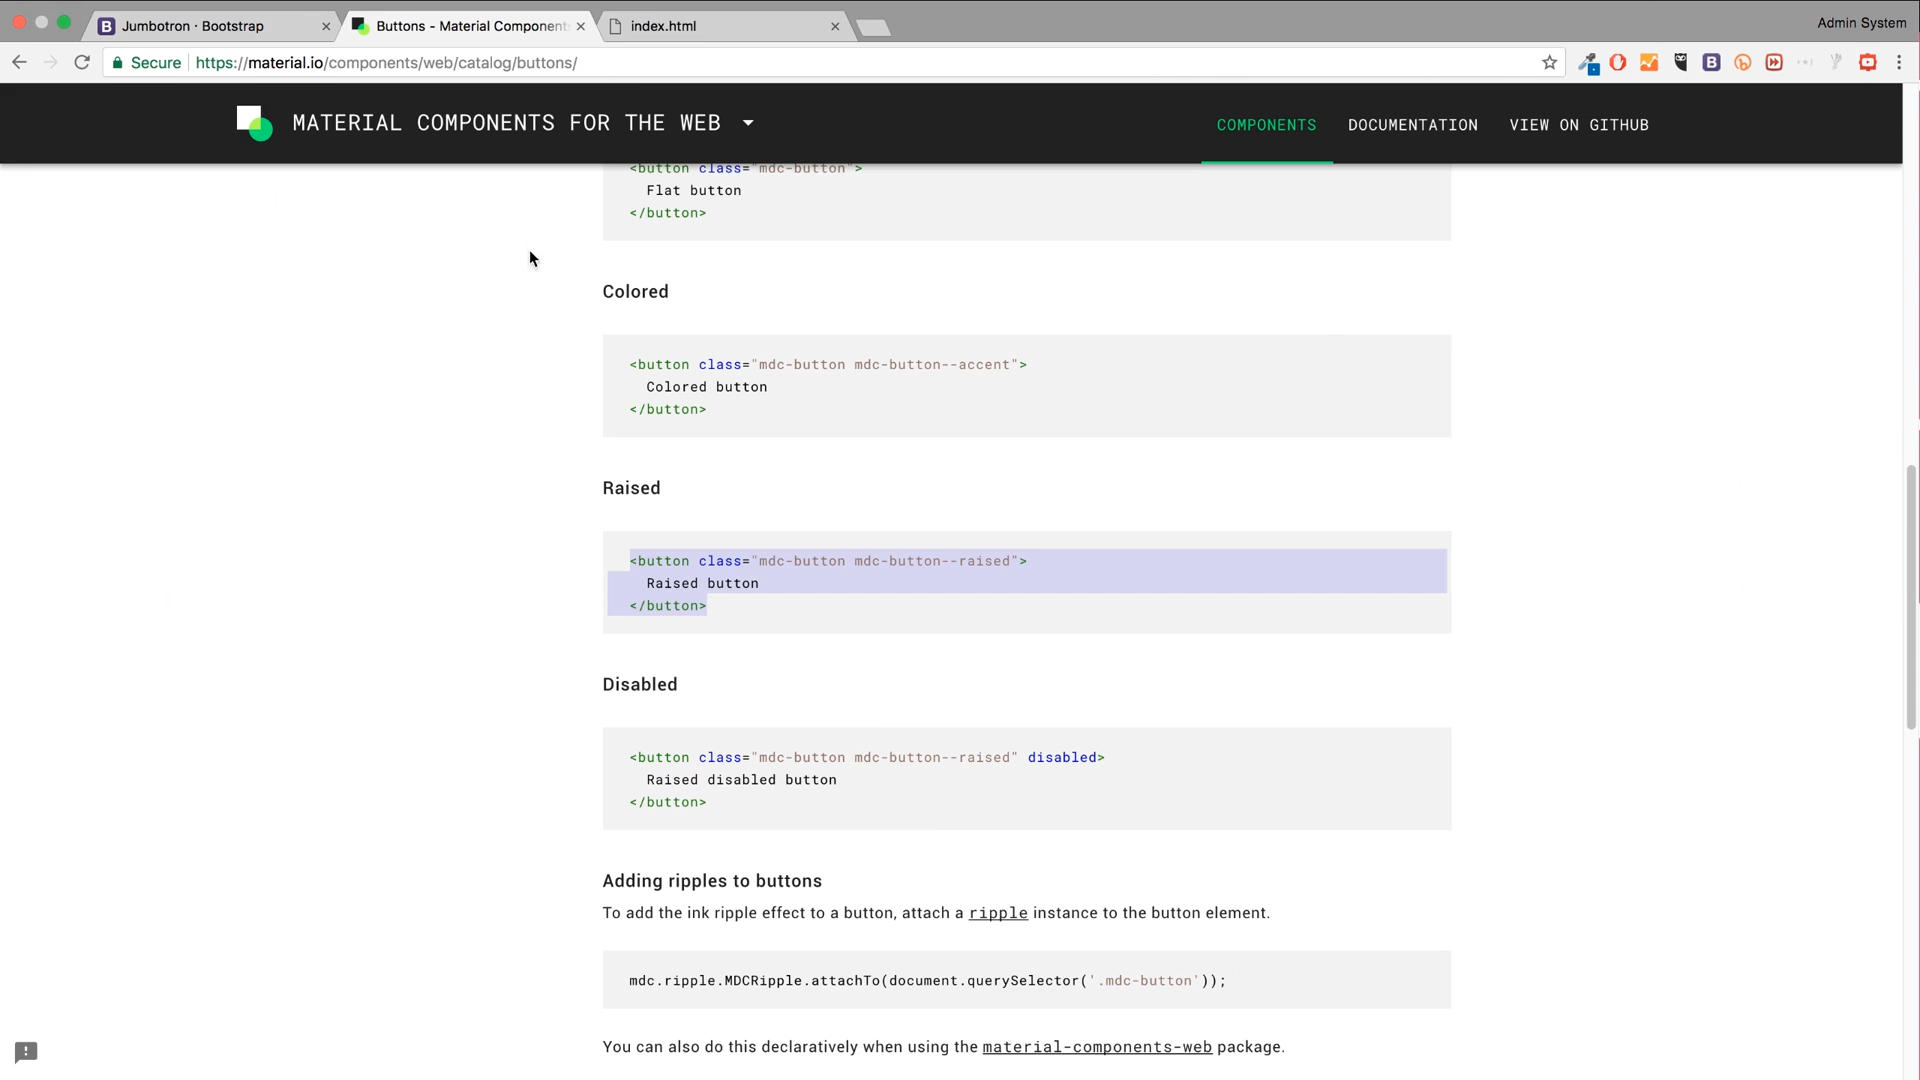 Jumbotron · Bootstrap
Buttons - Material Component
index.html
Admin System
Secure
https://material.io/components/web/catalog/buttons/
MATERIAL COMPONENTS FOR THE WEB
COMPONENTS
DOCUMENTATION
VIEW ON GITHUB
<button class="mdc-button">
Flat button
</button>
Colored
<button class="mdc-button mdc-button--accent">
Colored button
</button>
Raised
<button class="mdc-button mdc-button--raised">
Raised button
</button>
Disabled
<button class="mdc-button mdc-button--raised" disabled>
Raised disabled button
</button>
Adding ripples to buttons
To add the ink ripple effect to a button, attach a ripple instance to the button element.
mdc.ripple.MDCRipple.attachTo(document.querySelector('.mdc-button'));
You can also do this declaratively when using the material-components-web package.